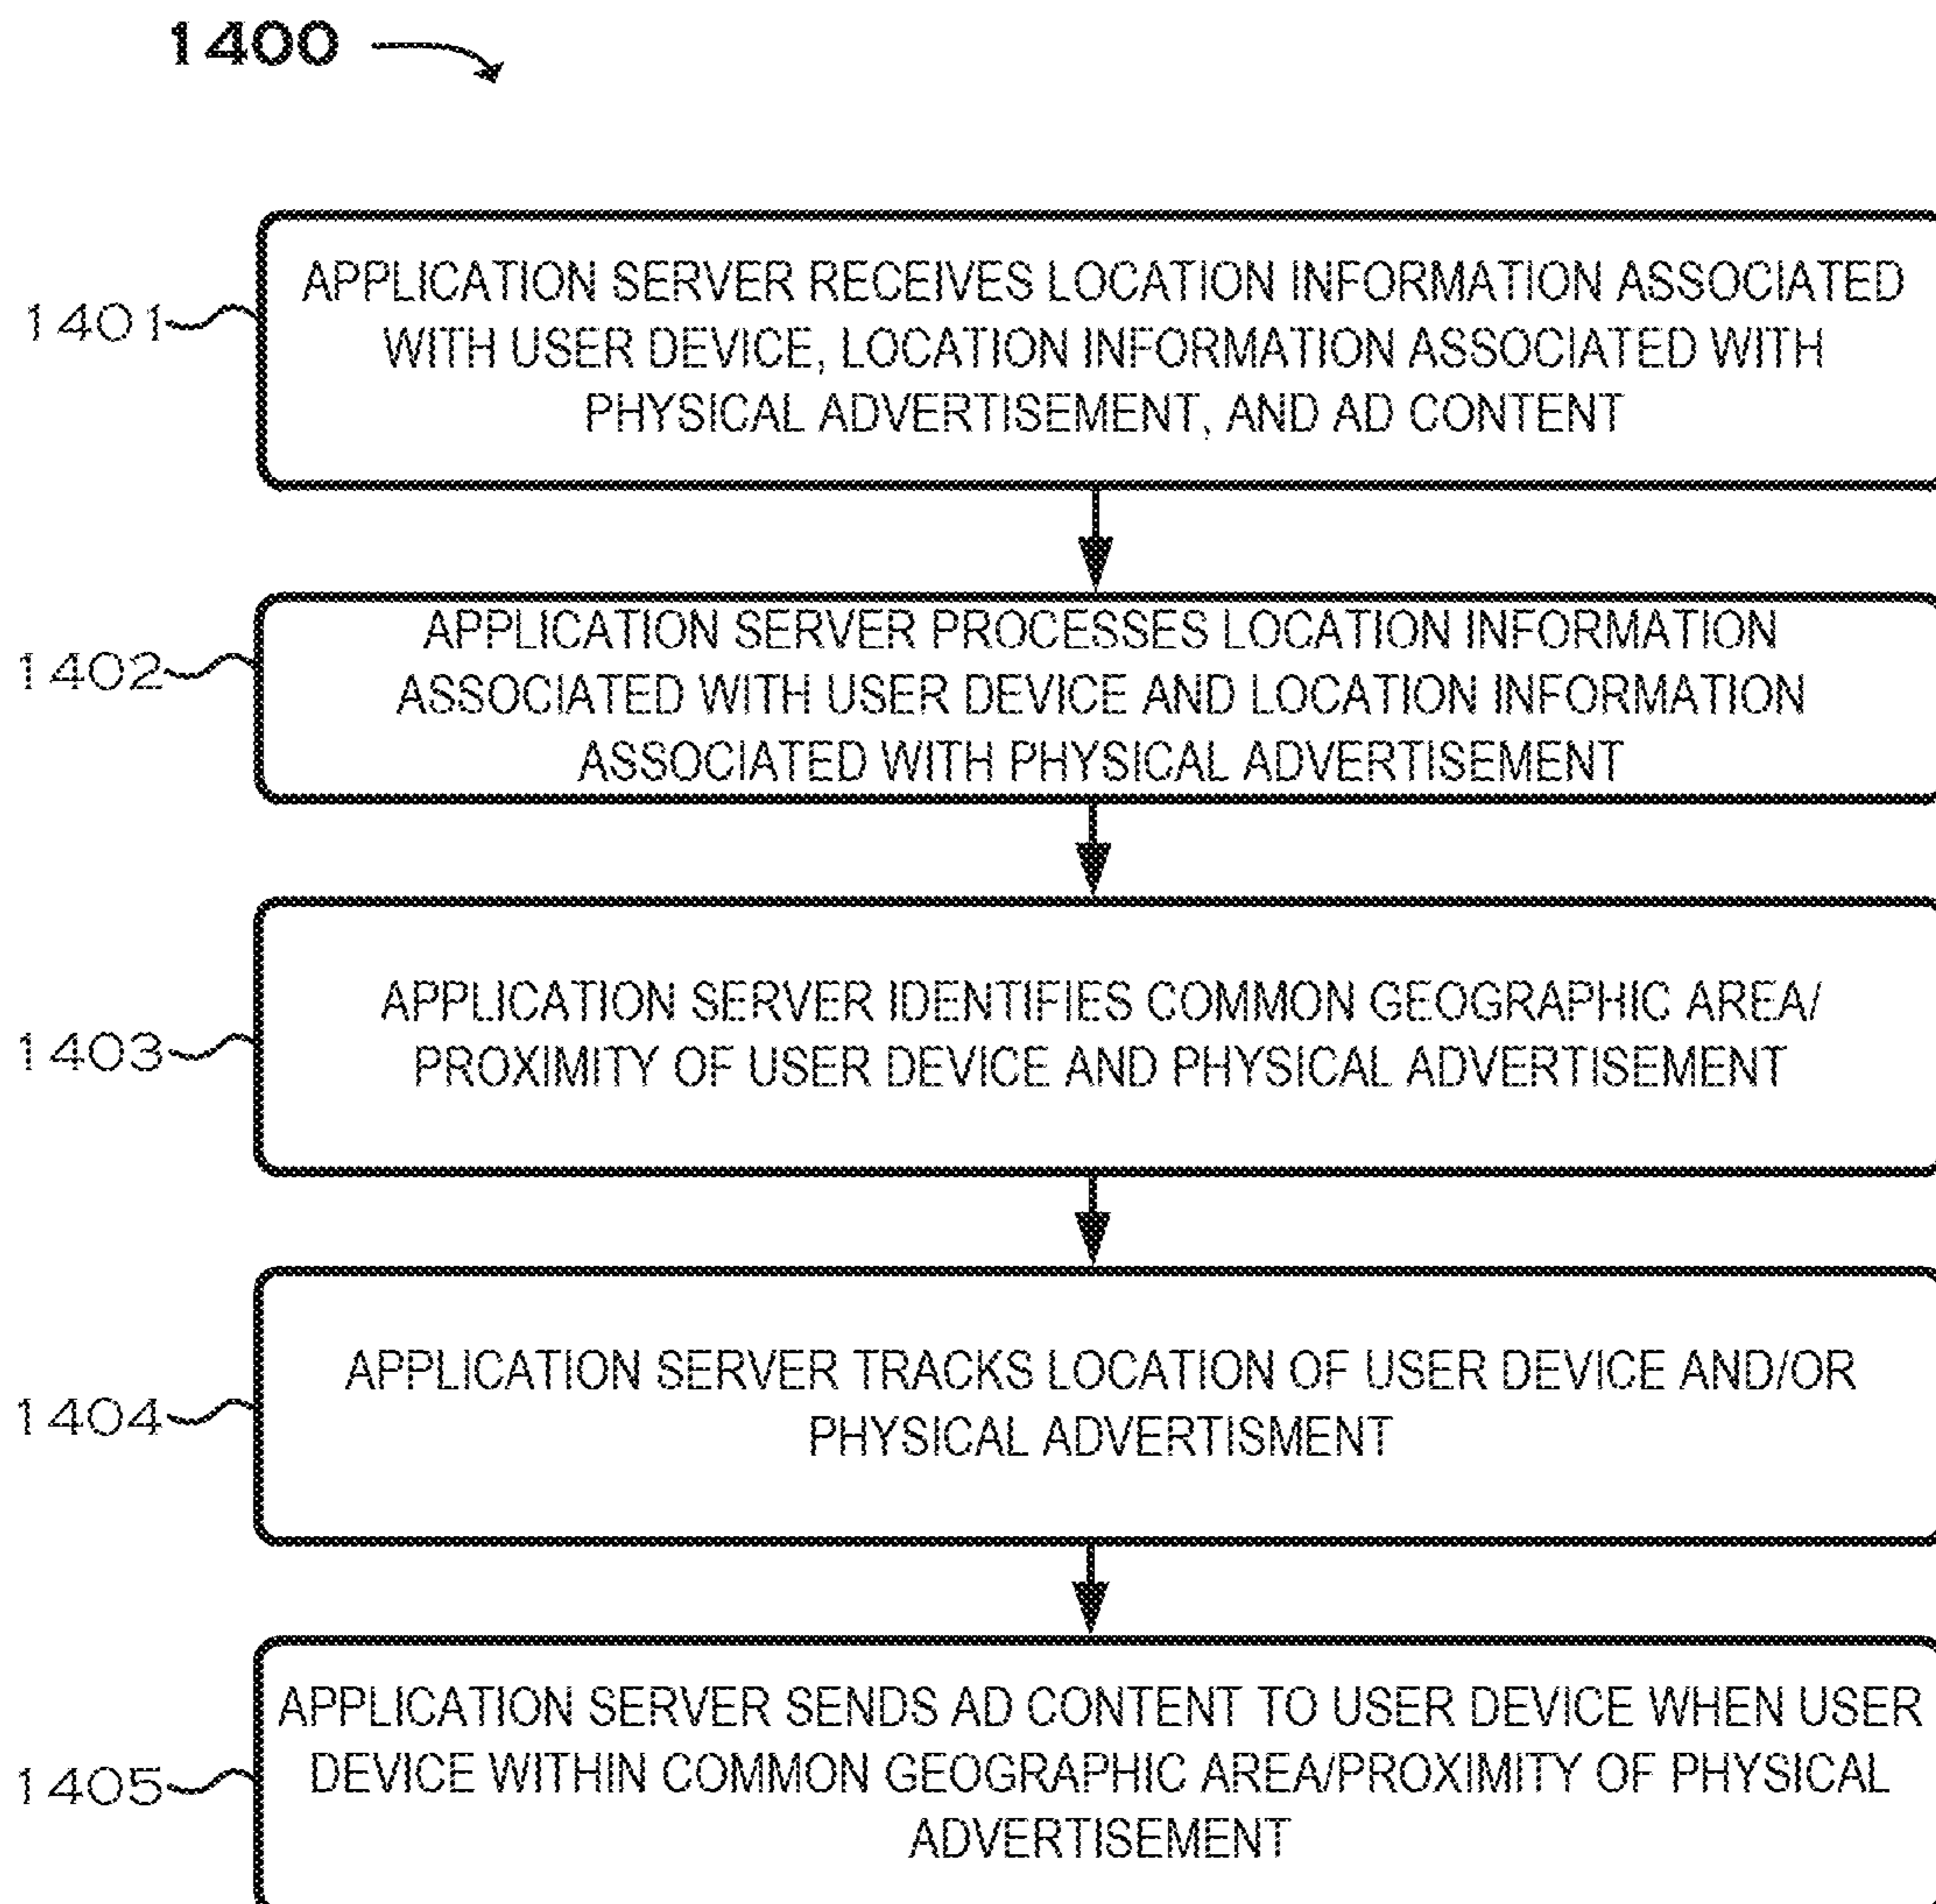 1400
1401
APPLICATION SERVER RECEIVES LOCATION INFORMATION ASSOCIATED
WITH USER DEVICE, LOCATION INFORMATION ASSOCIATED WITH
PHYSICAL ADVERTISEMENT, AND AD CONTENT
1402
APPLICATION SERVER PROCESSES LOCATION INFORMATION
ASSOCIATED WITH USER DEVICE AND LOCATION INFORMATION
ASSOCIATED WITH PHYSICAL ADVERTISEMENT
1403
APPLICATION SERVER IDENTIFIES COMMON GEOGRAPHIC AREA/
PROXIMITY OF USER DEVICE AND PHYSICAL ADVERTISEMENT
1404
APPLICATION SERVER TRACKS LOCATION OF USER DEVICE AND/OR
PHYSICAL ADVERTISMENT
1405
APPLICATION SERVER SENDS AD CONTENT TO USER DEVICE WHEN USER
DEVICE WITHIN COMMON GEOGRAPHIC AREA/PROXIMITY OF PHYSICAL
ADVERTISEMENT